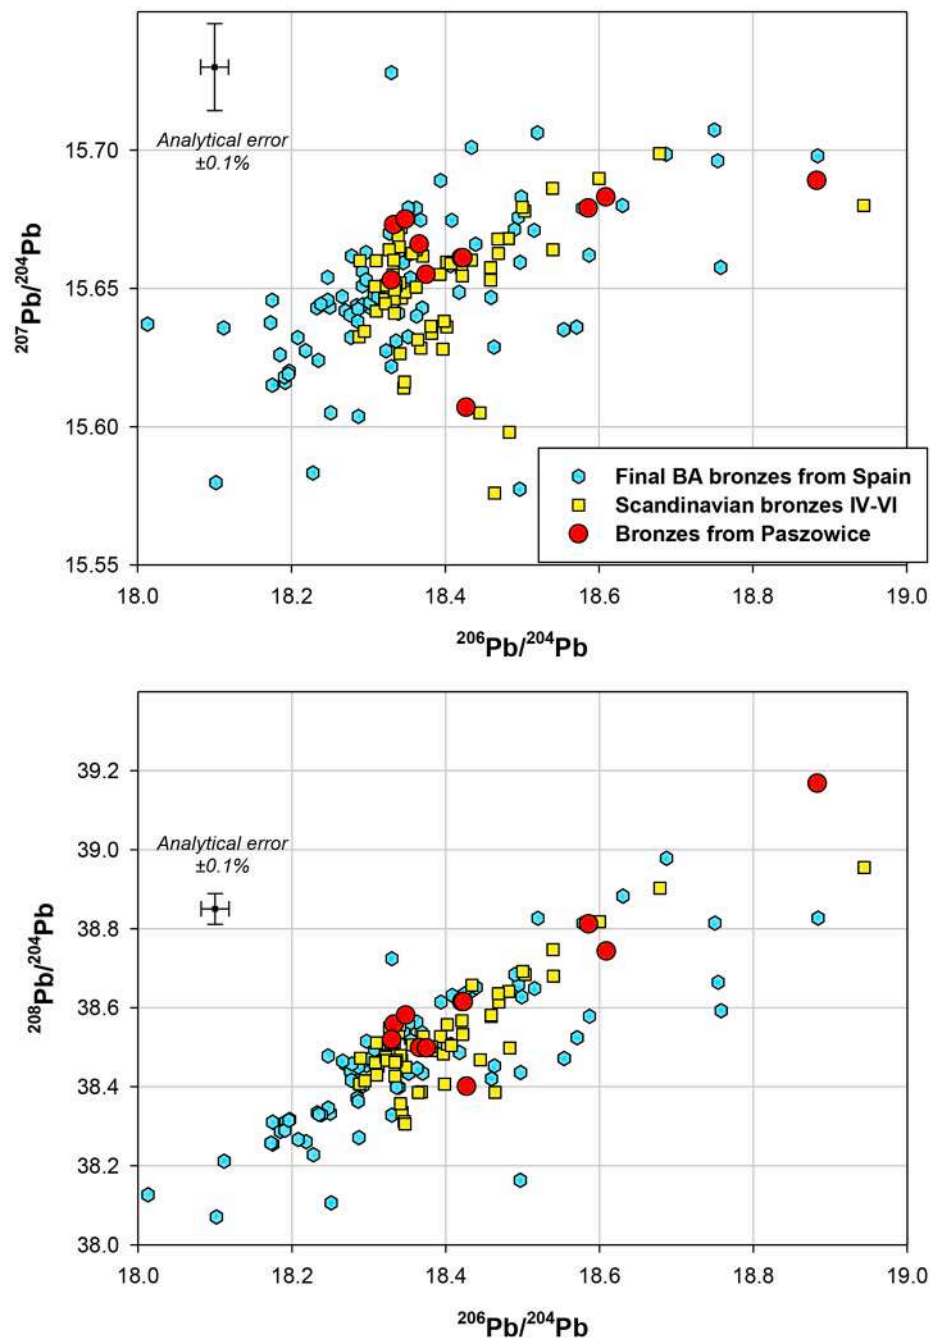 Analytical error
±0.1%
15.70
15.65
15.60
15.55
²⁰⁷Pb/²⁰⁴Pb
Final BA bronzes from Spain
Scandinavian bronzes IV-VI
Bronzes from Paszowice
18.0 18.2 18.4 18.6 18.8 19.0
²⁰⁶Pb/²⁰⁴Pb
39.2
39.0
38.8
38.6
38.4
38.2
38.0
²⁰⁸Pb/²⁰⁴Pb
Analytical error
±0.1%
18.0 18.2 18.4 18.6 18.8 19.0
²⁰⁶Pb/²⁰⁴Pb